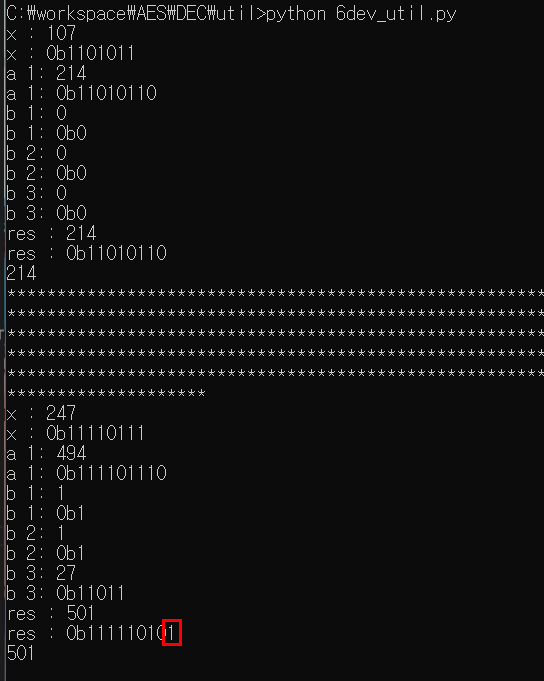 C:₩workspace₩AES₩DEC₩util>python 6dev_util.py
x : 107
x : 0b1101011
a 1: 214
a 1: 0b11010110
b 1: 0
b 1: 0b0
b 2: 0
b 2: 0b0
b 3: 0
b 3: 0b0
res : 214
res : 0b11010110
214
******************************************************
******************************************************
******************************************************
******************************************************
******************************************************
********************
x : 247
x : 0b11110111
a 1: 494
a 1: 0b111101110
b 1: 1
b 1: 0b1
b 2: 1
b 2: 0b1
b 3: 27
b 3: 0b11011
res : 501
res : 0b111110101
501